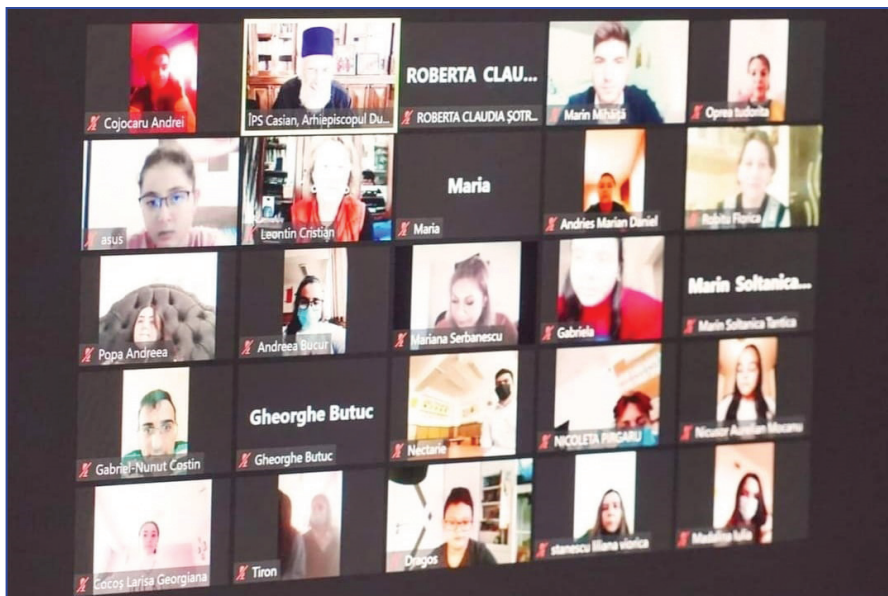 Cojocaru Andrei
ÎPS Casian, Arhiepiscopul Du...
ROBERTA CLAU...
ROBERTA CLAUDIA ȘOTR...
Marin Mihăiță
Oprea tudorita
asus
Leontin Cristian
Maria
Maria
Andries Marian Daniel
Robitu Florica
Popa Andreea
Andreea Bucur
Mariana Serbanescu
Gabriela
Marin Soltanica...
Marin Soltanica Tantica
Gabriel-Nunut Costin
Gheorghe Butuc
Gheorghe Butuc
Nectarie
NICOLETA PIRGARU
Nicusor Aurelian Mocanu
Cocoș Larisa Georgiana
Tiron
Dragos
stanescu liliana viorica
Madalina Iulia